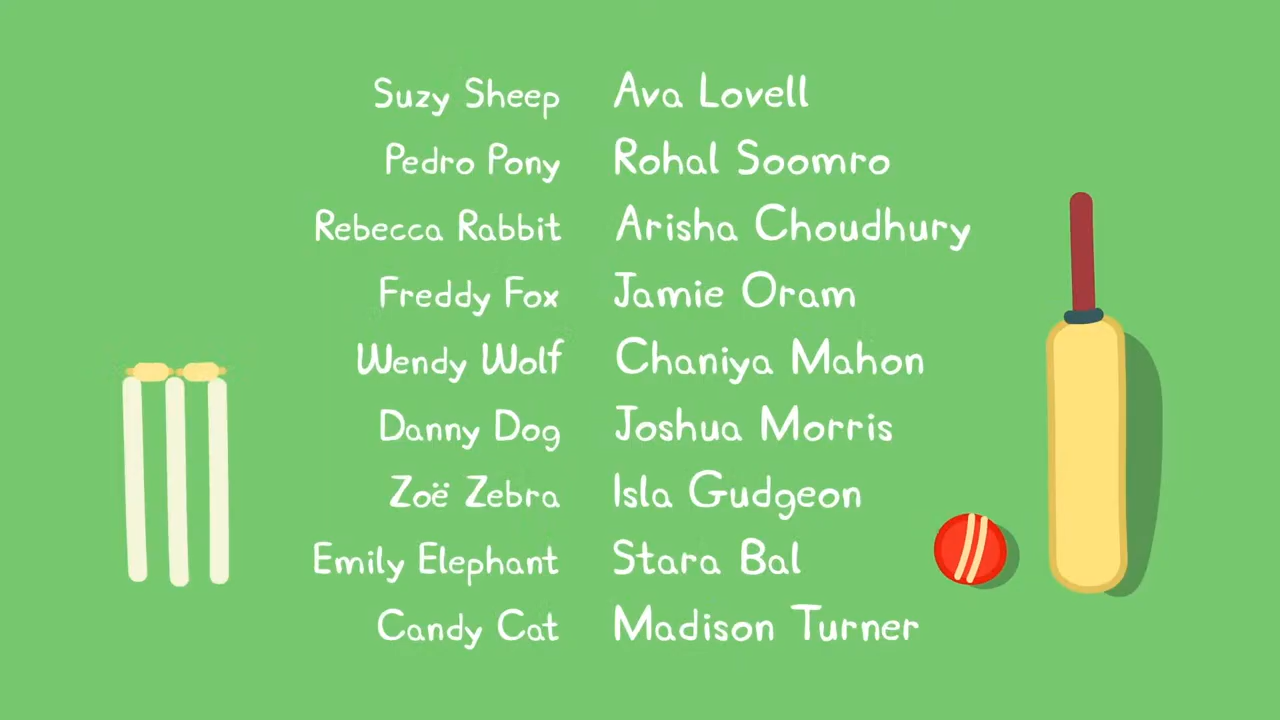 Suzy Sheep Ava Lovell
Pedro Pony Rohal Soomro
Rebecca Rabbit Arisha Choudhury
Freddy Fox Jamie Oram
Wendy Wolf Chaniya Mahon
Danny Dog Joshua Morris
Zoë Zebra Isla Gudgeon
Emily Elephant Stara Bal
Candy Cat Madison Turner